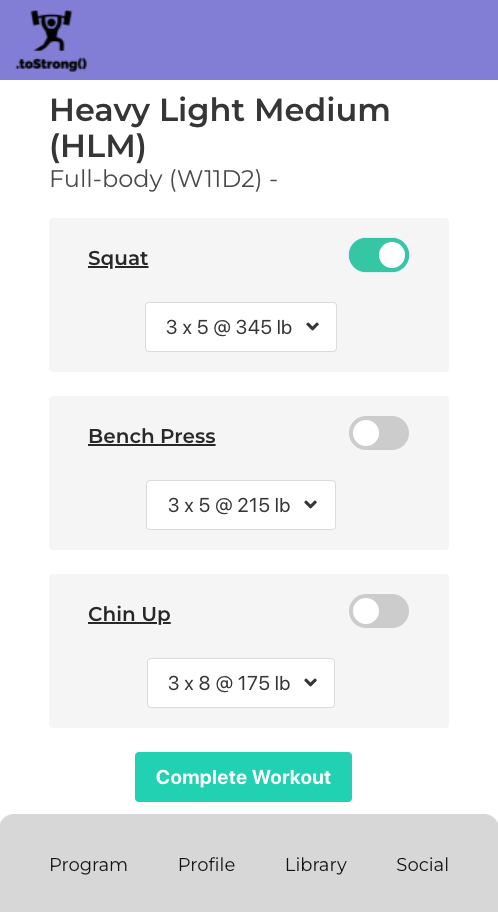 .toStrong()
Heavy Light Medium
(HLM)
Full-body (W11D2) -
Squat
3 x 5 @ 345 lb
Bench Press
3 x 5 @ 215 lb
Chin Up
3 x 8 @ 175 lb
Complete Workout
Program Profile Library Social